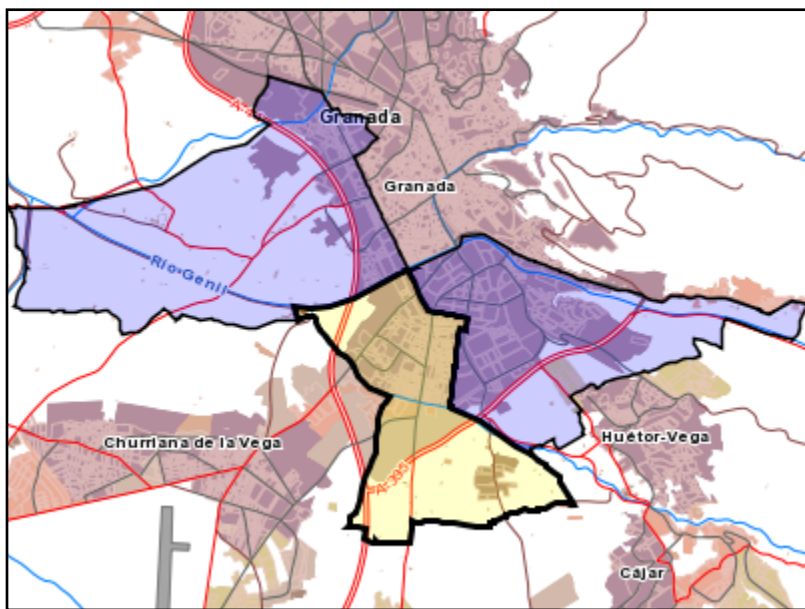 Granada
Granada
Río Genil
Churriana de la Vega
Huétor-Vega
A-395
Cájar